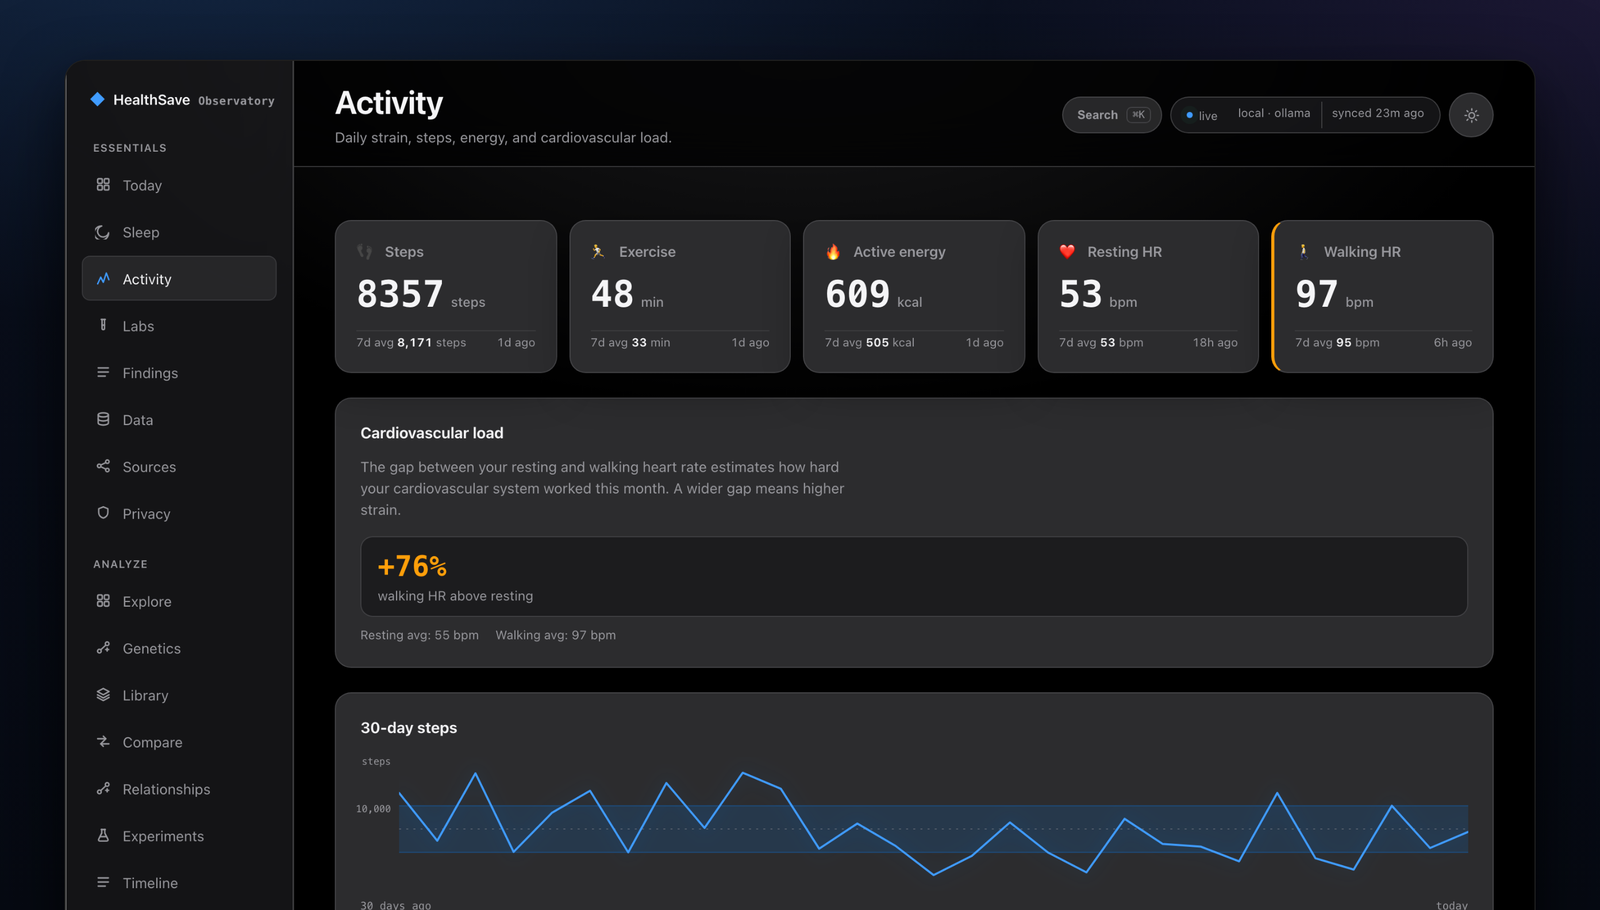 HealthSave Observatory
ESSENTIALS
Today
Sleep
Activity
Labs
Findings
Data
Sources
Privacy
ANALYZE
Explore
Genetics
Library
Compare
Relationships
Experiments
Timeline
Activity
Daily strain, steps, energy, and cardiovascular load.
Search ⌘K
live local · ollama synced 23m ago
Steps
8357 steps
7d avg 8,171 steps 1d ago
Exercise
48 min
7d avg 33 min 1d ago
Active energy
609 kcal
7d avg 505 kcal 1d ago
Resting HR
53 bpm
7d avg 53 bpm 18h ago
Walking HR
97 bpm
7d avg 95 bpm 6h ago
Cardiovascular load
The gap between your resting and walking heart rate estimates how hard
your cardiovascular system worked this month. A wider gap means higher
strain.
+76%
walking HR above resting
Resting avg: 55 bpm Walking avg: 97 bpm
30-day steps
steps
10,000
30 days ago today